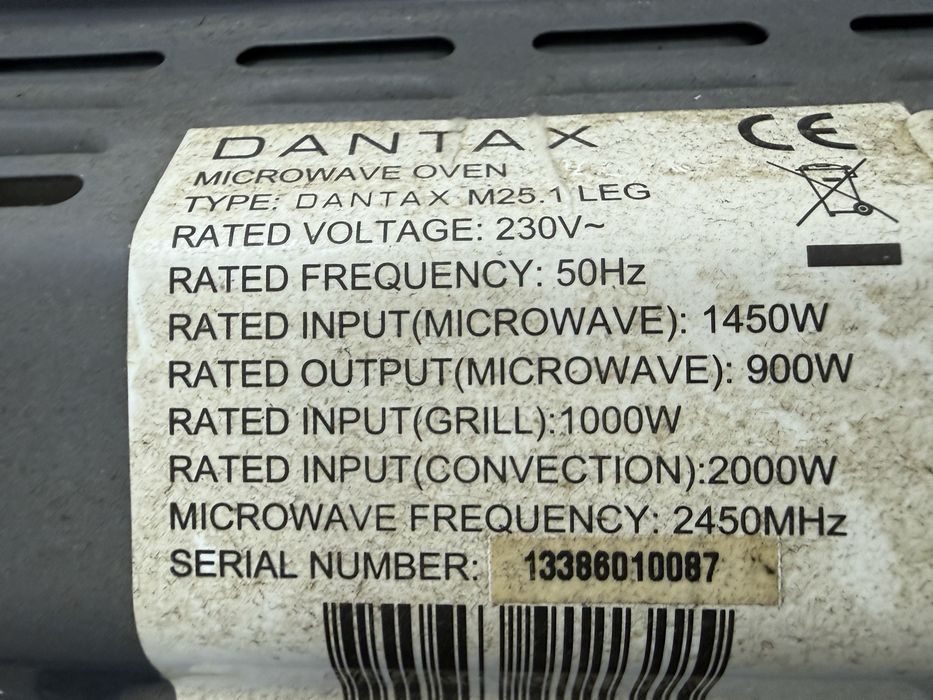 DANTAX
CE
MICROWAVE OVEN
TYPE: DANTAX M25.1 LEG
RATED VOLTAGE: 230V~
RATED FREQUENCY: 50Hz
RATED INPUT(MICROWAVE): 1450W
RATED OUTPUT(MICROWAVE): 900W
RATED INPUT(GRILL):1000W
RATED INPUT(CONVECTION):2000W
MICROWAVE FREQUENCY: 2450MHz
SERIAL NUMBER: 13386010087